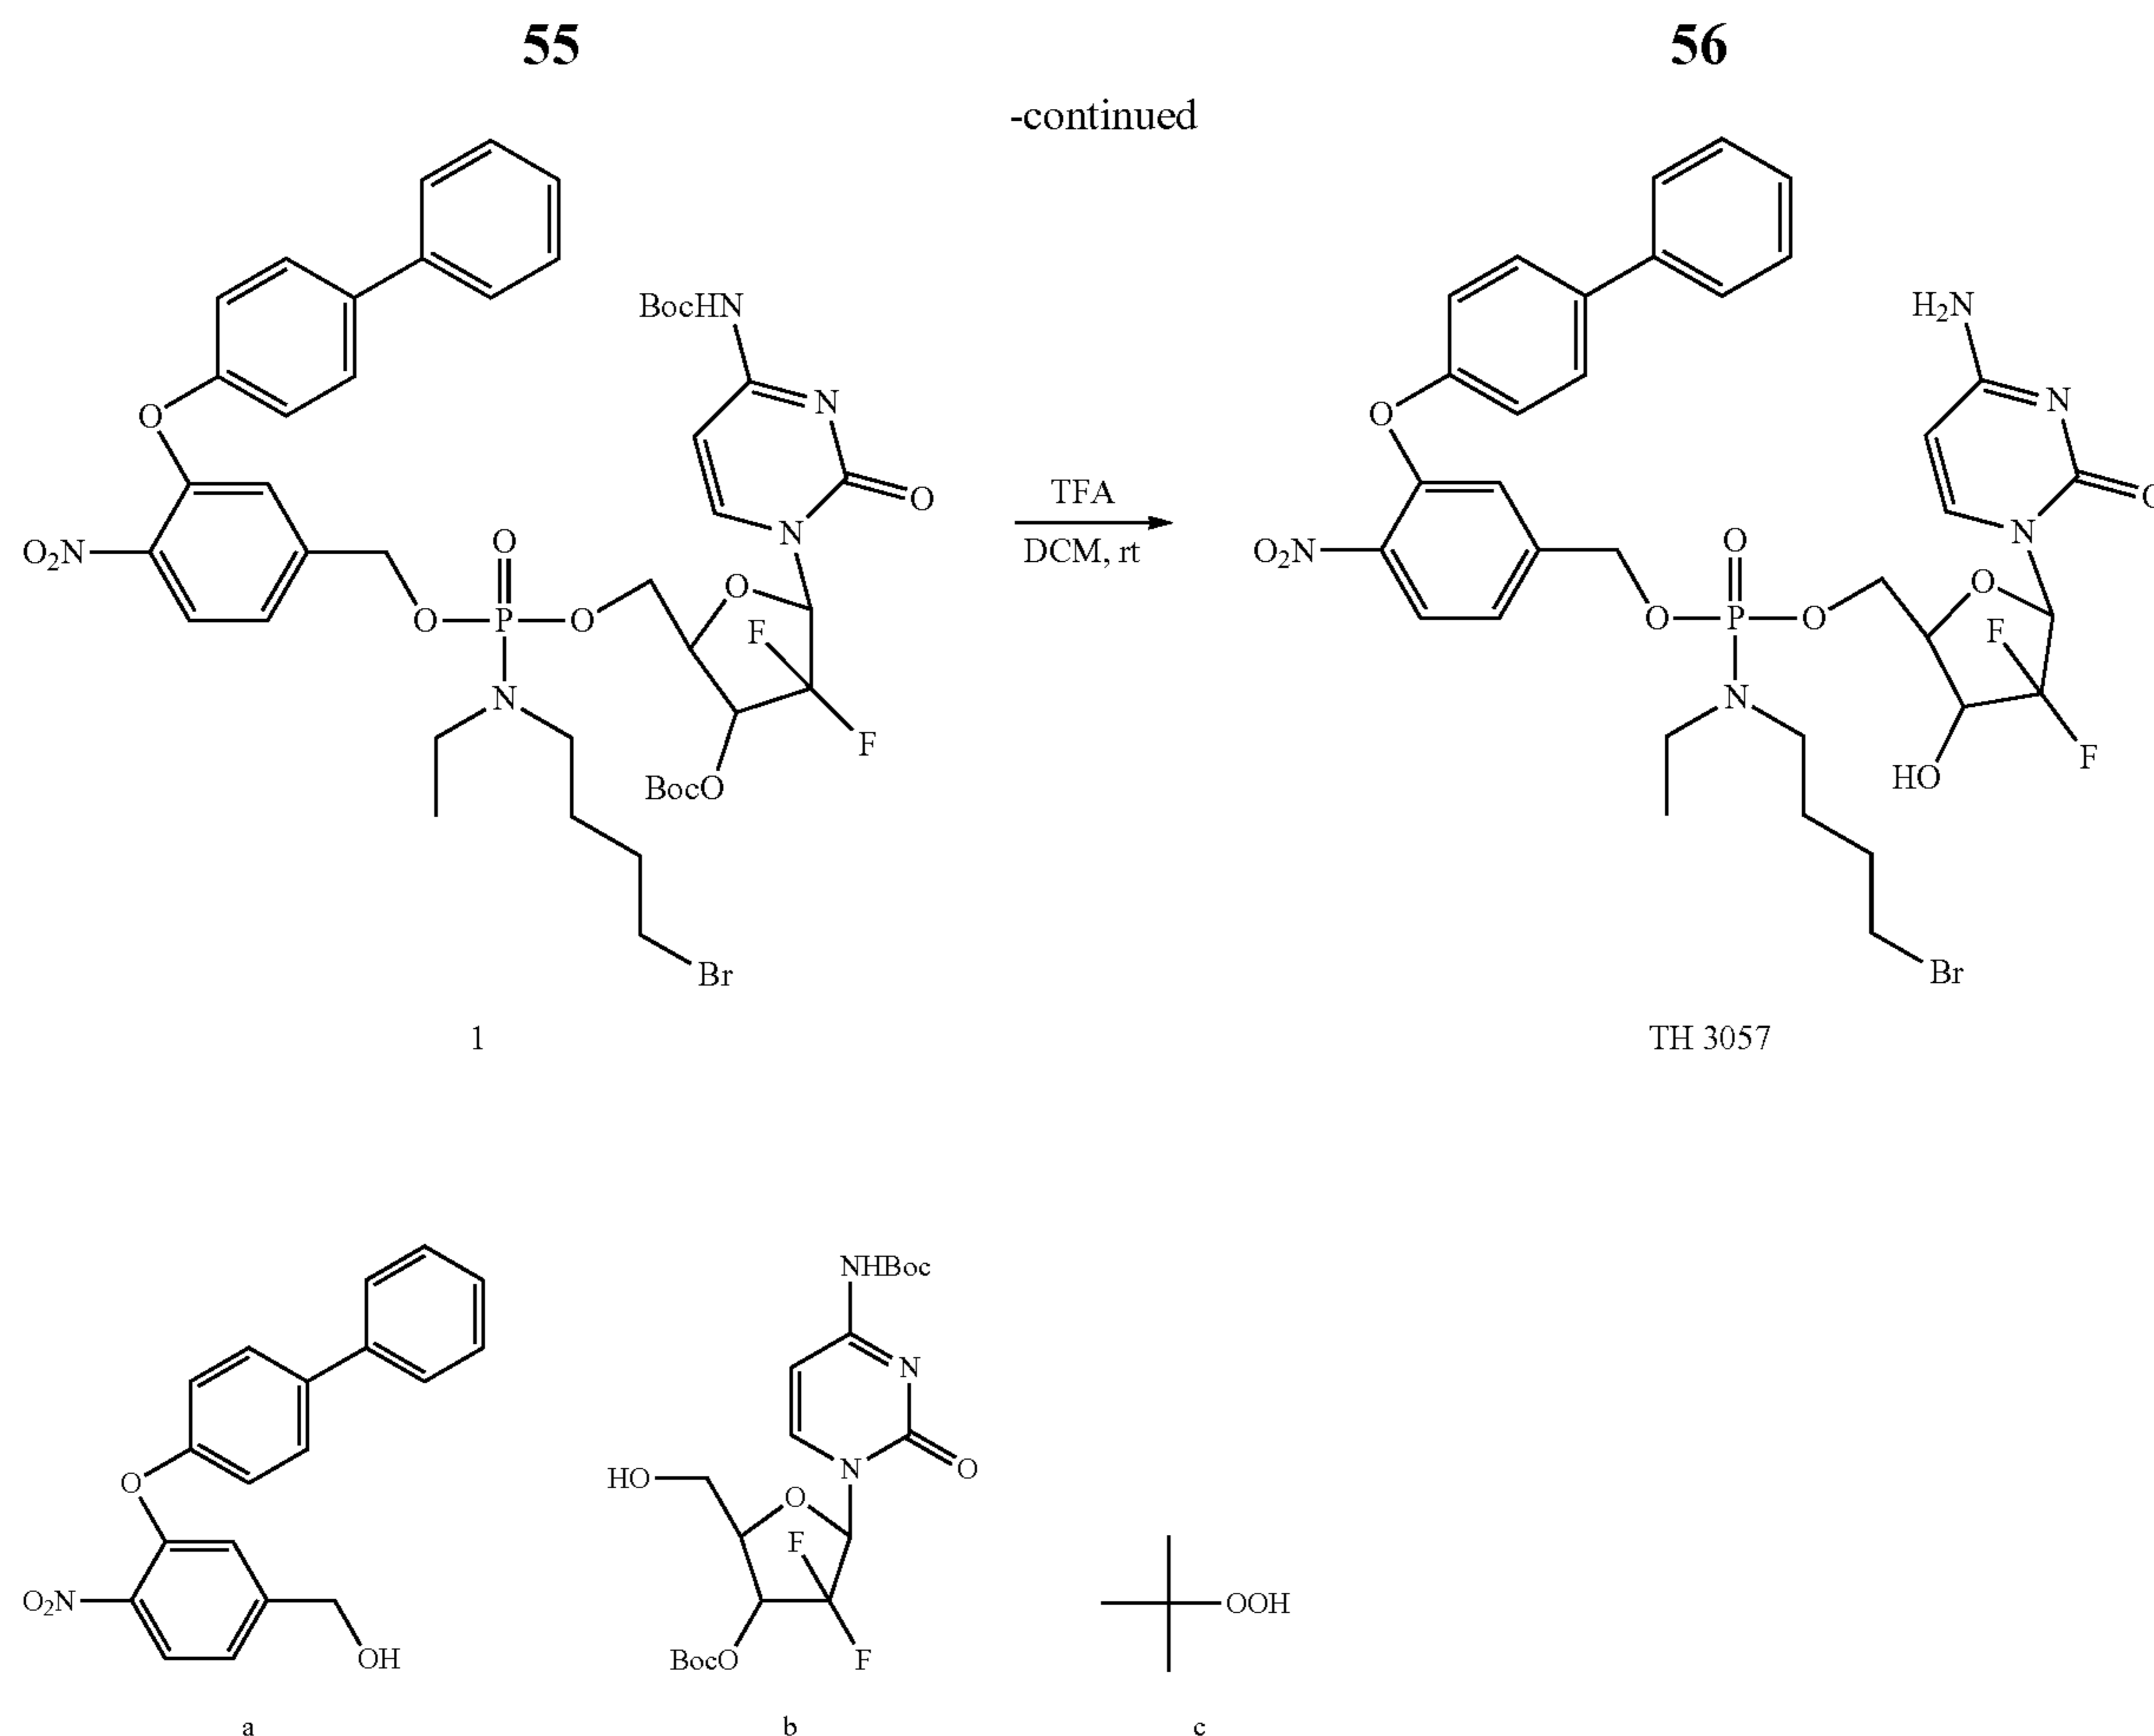 55 56
-continued
BocHN
H₂N
N
N
O
O
O
O
TFA
N
N
O₂N
O
DCM, rt
O₂N
O
O
O
F
F
O
P
O
O
P
O
N
F
N
F
BocO
HO
Br
Br
1
TH 3057
NHBoc
N
HO
N
O
O
O
F
O₂N
OOH
OH
BocO
F
a
b
c